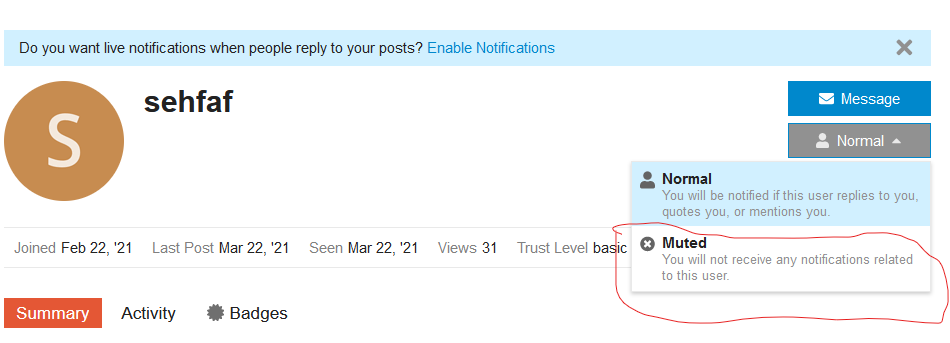 Do you want live notifications when people reply to your posts? Enable Notifications
S
sehfaf
Message
Normal
Normal
You will be notified if this user replies to you,
quotes you, or mentions you.
Joined Feb 22, '21 Last Post Mar 22, '21 Seen Mar 22, '21 Views 31 Trust Level basic
Muted
You will not receive any notifications related
to this user.
Summary Activity Badges